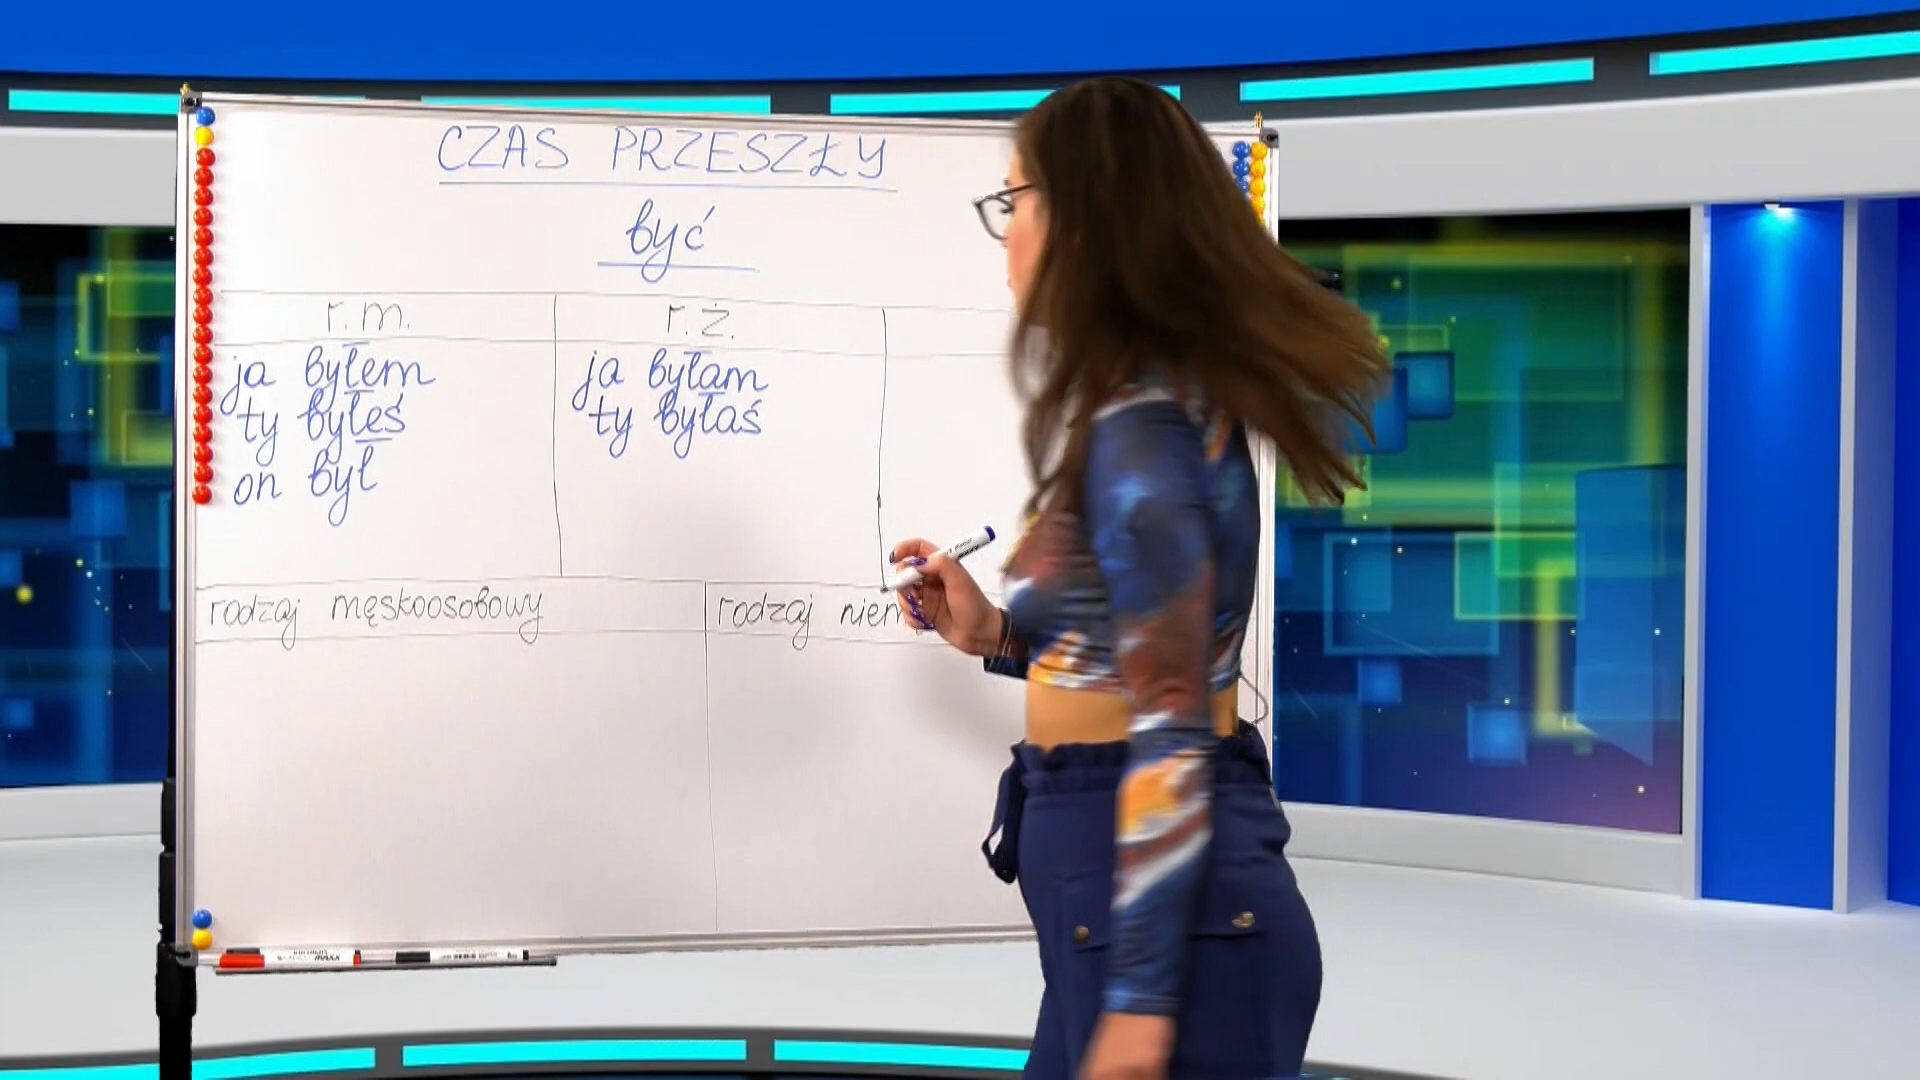 CZAS PRZESZŁY
być
r.m.
r.ż.
ja byłem
ty byłeś
on był
ja byłam
ty byłaś
rodzaj męskoosobowy
rodzaj niem